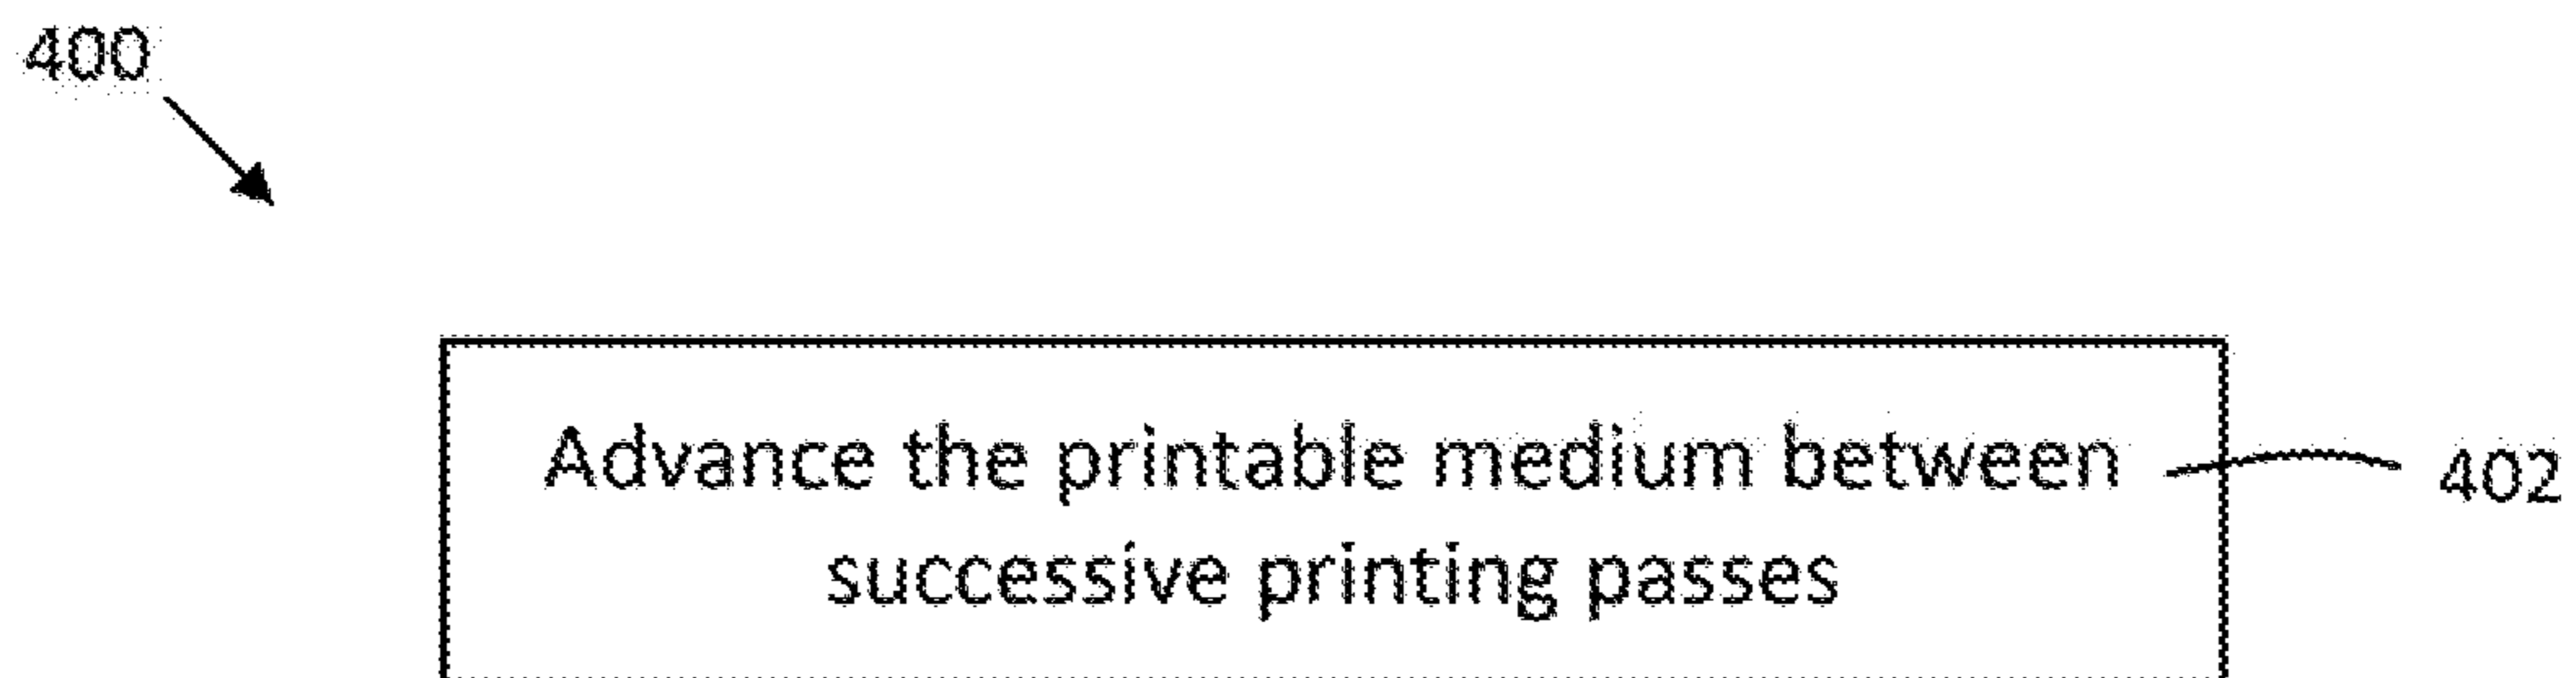 400
Advance the printable medium between
402
successive printing passes